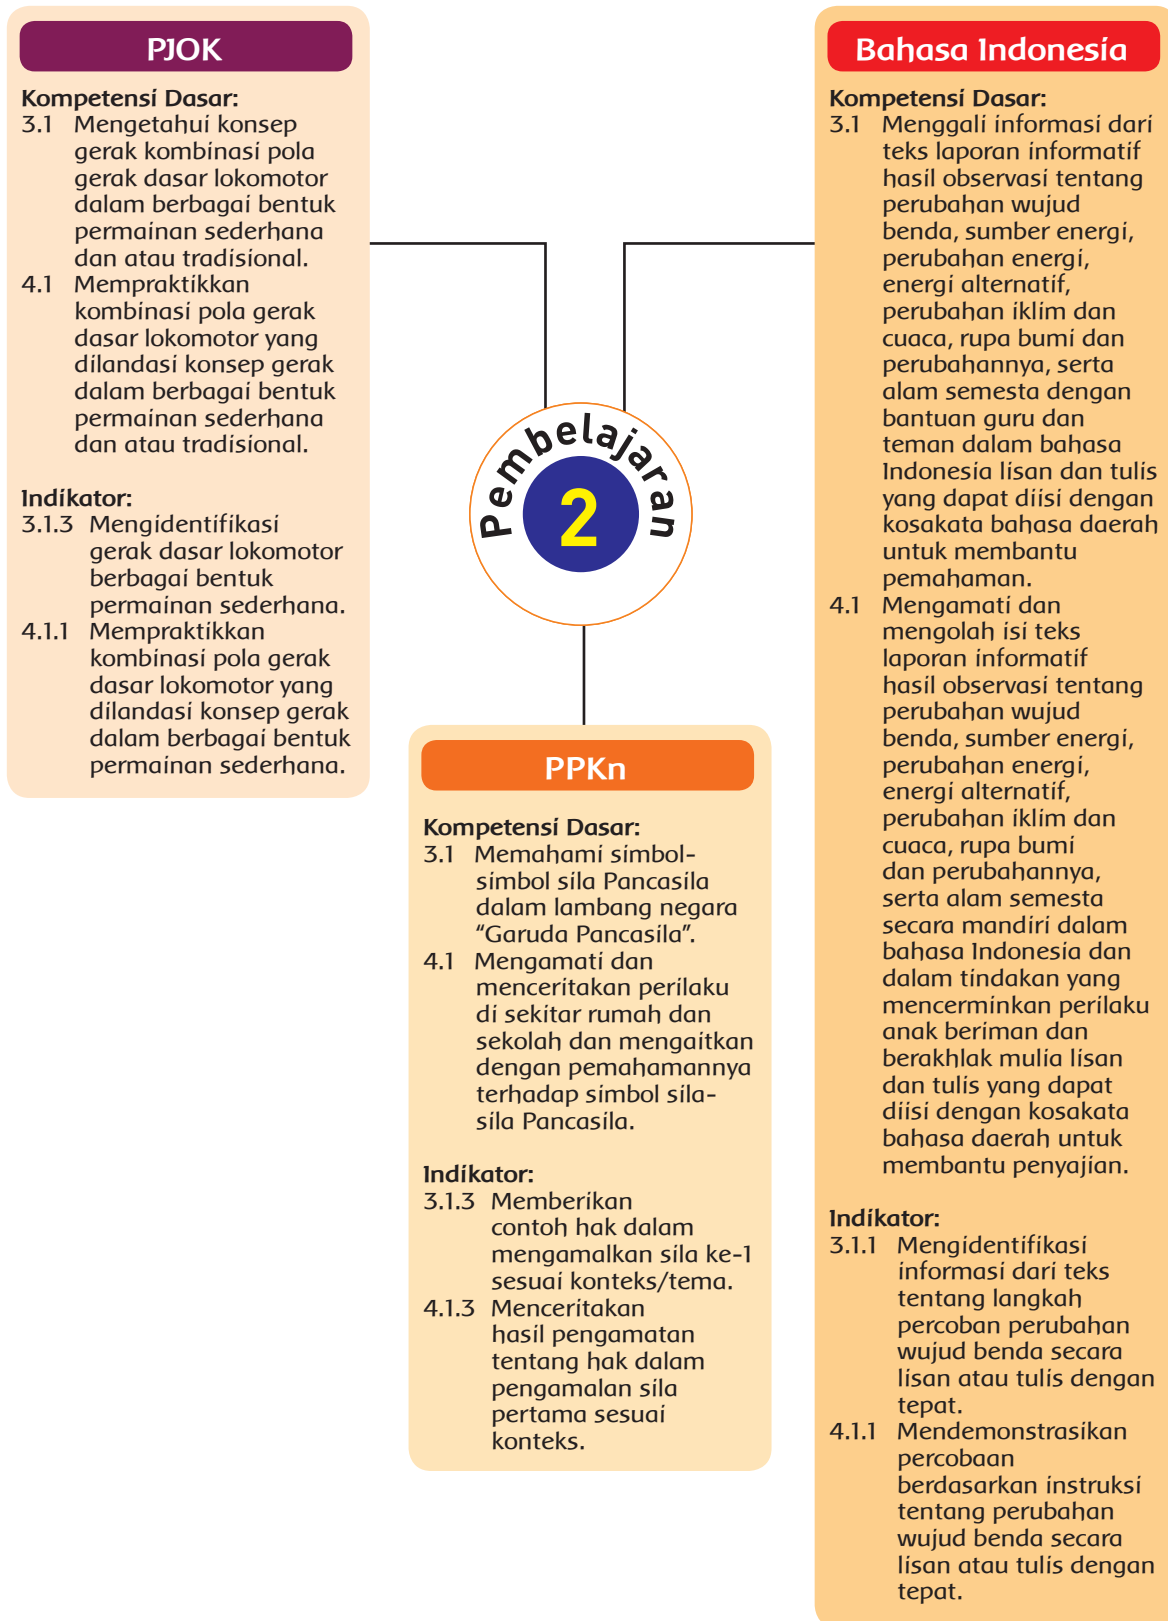 PJOK
Kompetensi Dasar:
3.1 Mengetahui konsep
gerak kombinasi pola
gerak dasar lokomotor
dalam berbagai bentuk
permainan sederhana
dan atau tradisional.
4.1 Mempraktikkan
kombinasi pola gerak
dasar lokomotor yang
dilandasi konsep gerak
dalam berbagai bentuk
permainan sederhana
dan atau tradisional.
Indikator:
3.1.3 Mengidentifikasi
gerak dasar lokomotor
berbagai bentuk
permainan sederhana.
4.1.1 Mempraktikkan
kombinasi pola gerak
dasar lokomotor yang
dilandasi konsep gerak
dalam berbagai bentuk
permainan sederhana.
Pembelajaran
2
PPKn
Kompetensi Dasar:
3.1 Memahami simbol-
simbol sila Pancasila
dalam lambang negara
“Garuda Pancasila”.
4.1 Mengamati dan
menceritakan perilaku
di sekitar rumah dan
sekolah dan mengaitkan
dengan pemahamannya
terhadap simbol sila-
sila Pancasila.
Indikator:
3.1.3 Memberikan
contoh hak dalam
mengamalkan sila ke-1
sesuai konteks/tema.
4.1.3 Menceritakan
hasil pengamatan
tentang hak dalam
pengamalan sila
pertama sesuai
konteks.
Bahasa Indonesia
Kompetensi Dasar:
3.1 Menggali informasi dari
teks laporan informatif
hasil observasi tentang
perubahan wujud
benda, sumber energi,
perubahan energi,
energi alternatif,
perubahan iklim dan
cuaca, rupa bumi dan
perubahannya, serta
alam semesta dengan
bantuan guru dan
teman dalam bahasa
Indonesia lisan dan tulis
yang dapat diisi dengan
kosakata bahasa daerah
untuk membantu
pemahaman.
4.1 Mengamati dan
mengolah isi teks
laporan informatif
hasil observasi tentang
perubahan wujud
benda, sumber energi,
perubahan energi,
energi alternatif,
perubahan iklim dan
cuaca, rupa bumi
dan perubahannya,
serta alam semesta
secara mandiri dalam
bahasa Indonesia dan
dalam tindakan yang
mencerminkan perilaku
anak beriman dan
berakhlak mulia lisan
dan tulis yang dapat
diisi dengan kosakata
bahasa daerah untuk
membantu penyajian.
Indikator:
3.1.1 Mengidentifikasi
informasi dari teks
tentang langkah
percoban perubahan
wujud benda secara
lisan atau tulis dengan
tepat.
4.1.1 Mendemonstrasikan
percobaan
berdasarkan instruksi
tentang perubahan
wujud benda secara
lisan atau tulis dengan
tepat.